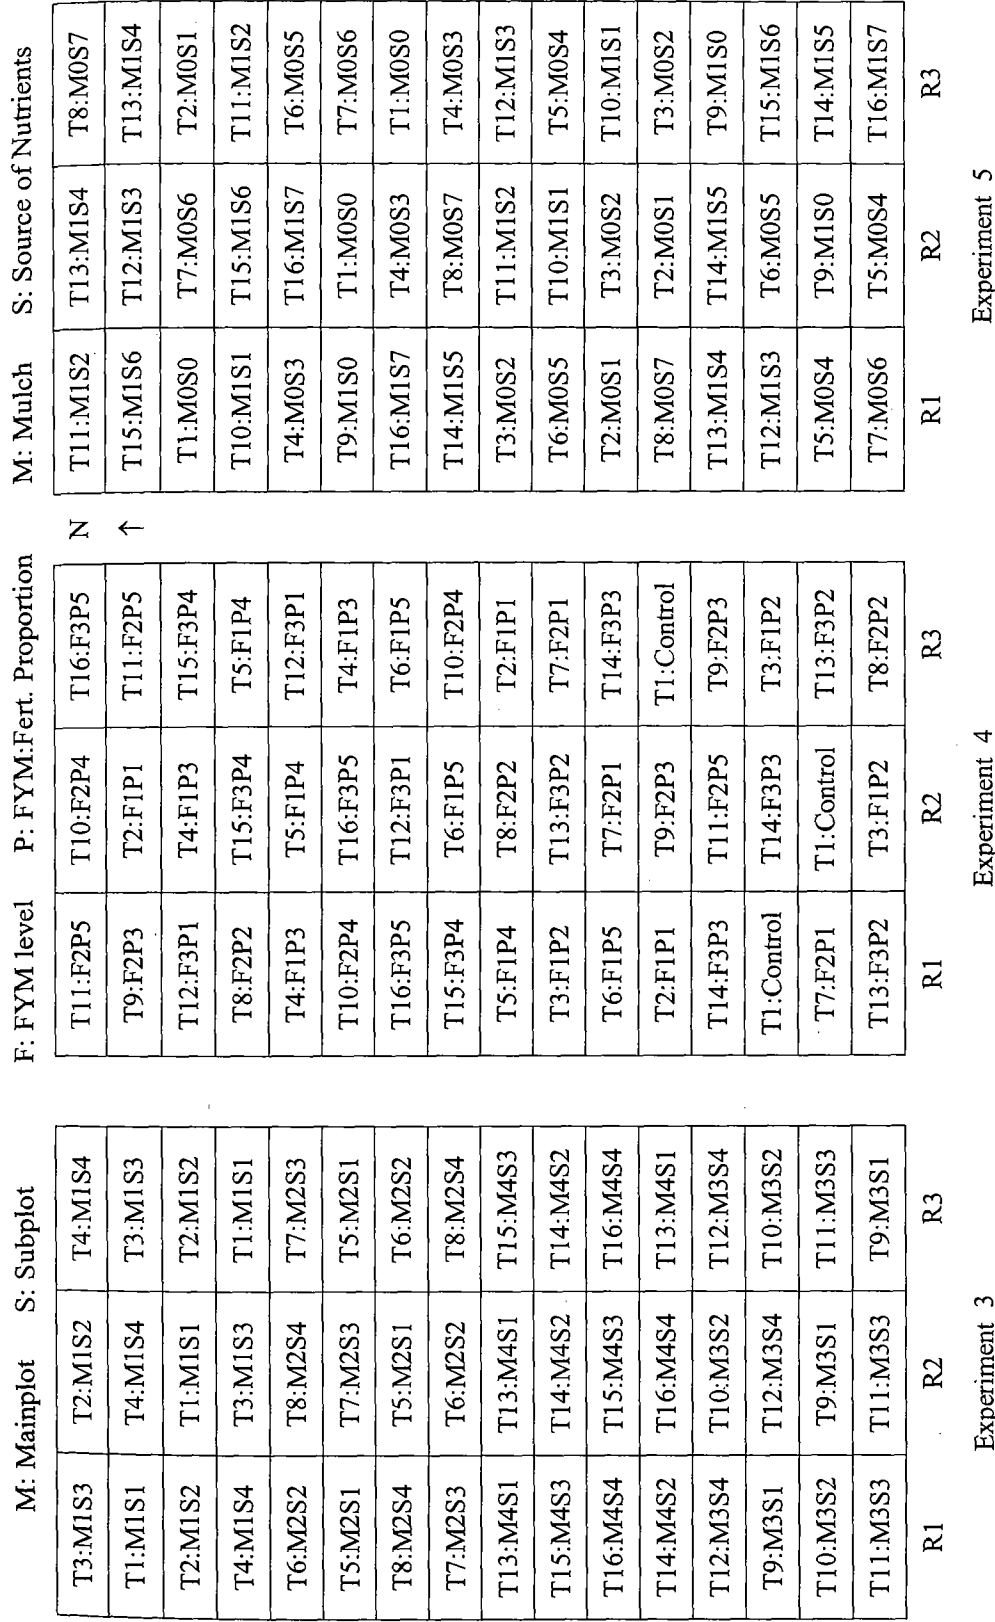 M: Mainplot S: Subplot F: FYM level P: FYM:Fert. Proportion M: Mulch S: Source of Nutrients
T3:M1S3 T2:M1S2 T4:M1S4 T11:F2P5 T10:F2P4 T16:F3P5 N T11:M1S2 T13:M1S4 T8:M0S7
T1:M1S1 T4:M1S4 T3:M1S3 T9:F2P3 T2:F1P1 T11:F2P5 ↑ T15:M1S6 T12:M1S3 T13:M1S4
T2:M1S2 T1:M1S1 T2:M1S2 T12:F3P1 T4:F1P3 T15:F3P4 T1:M0S0 T7:M0S6 T2:M0S1
T4:M1S4 T3:M1S3 T1:M1S1 T8:F2P2 T15:F3P4 T5:F1P4 T10:M1S1 T15:M1S6 T11:M1S2
T6:M2S2 T8:M2S4 T7:M2S3 T4:F1P3 T5:F1P4 T12:F3P1 T4:M0S3 T16:M1S7 T6:M0S5
T5:M2S1 T7:M2S3 T5:M2S1 T10:F2P4 T16:F3P5 T4:F1P3 T9:M1S0 T1:M0S0 T7:M0S6
T8:M2S4 T5:M2S1 T6:M2S2 T16:F3P5 T12:F3P1 T6:F1P5 T16:M1S7 T4:M0S3 T1:M0S0
T7:M2S3 T6:M2S2 T8:M2S4 T15:F3P4 T6:F1P5 T10:F2P4 T14:M1S5 T8:M0S7 T4:M0S3
T13:M4S1 T13:M4S1 T15:M4S3 T5:F1P4 T8:F2P2 T2:F1P1 T3:M0S2 T11:M1S2 T12:M1S3
T15:M4S3 T14:M4S2 T14:M4S2 T3:F1P2 T13:F3P2 T7:F2P1 T6:M0S5 T10:M1S1 T5:M0S4
T16:M4S4 T15:M4S3 T16:M4S4 T6:F1P5 T7:F2P1 T14:F3P3 T2:M0S1 T3:M0S2 T10:M1S1
T14:M4S2 T16:M4S4 T13:M4S1 T2:F1P1 T9:F2P3 T1:Control T8:M0S7 T2:M0S1 T3:M0S2
T12:M3S4 T10:M3S2 T12:M3S4 T14:F3P3 T11:F2P5 T9:F2P3 T13:M1S4 T14:M1S5 T9:M1S0
T9:M3S1 T12:M3S4 T10:M3S2 T1:Control T14:F3P3 T3:F1P2 T12:M1S3 T6:M0S5 T15:M1S6
T10:M3S2 T9:M3S1 T11:M3S3 T7:F2P1 T1:Control T13:F3P2 T5:M0S4 T9:M1S0 T14:M1S5
T11:M3S3 T11:M3S3 T9:M3S1 T13:F3P2 T3:F1P2 T8:F2P2 T7:M0S6 T5:M0S4 T16:M1S7
R1 R2 R3 R1 R2 R3 R1 R2 R3
Experiment 3 Experiment 4 Experiment 5